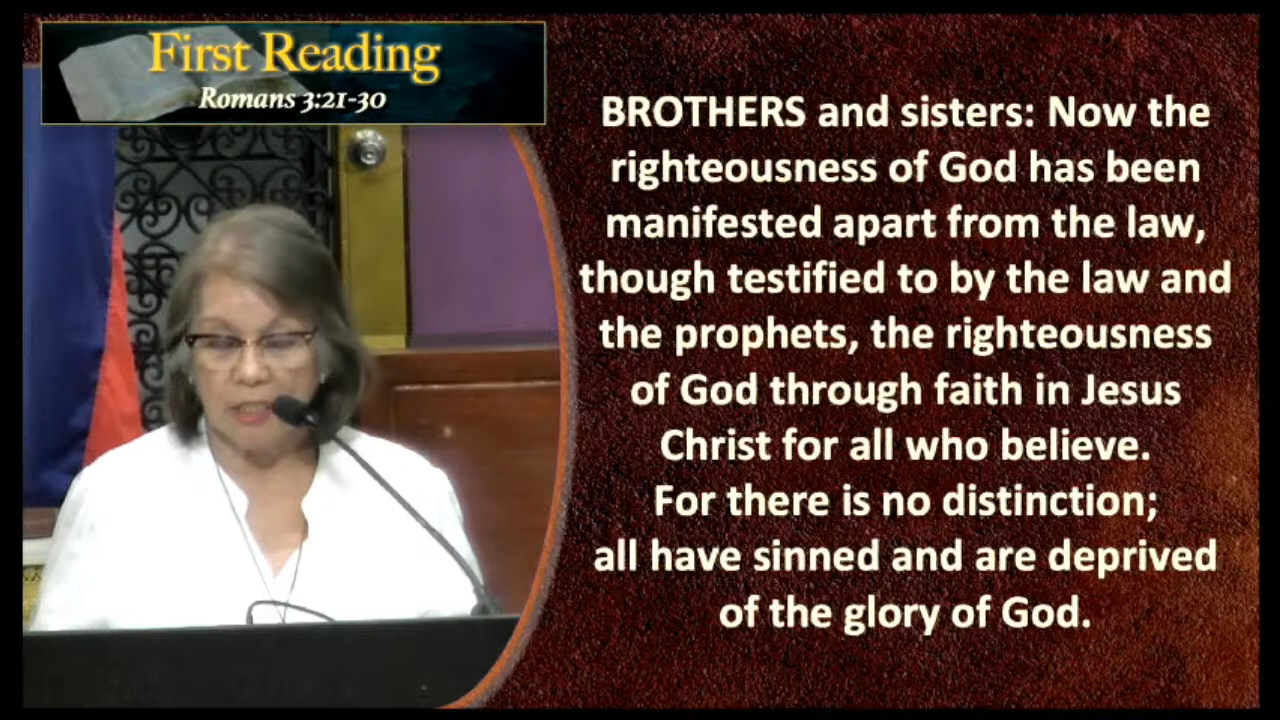 First Reading
Romans 3:21-30
BROTHERS and sisters: Now the
righteousness of God has been
manifested apart from the law,
though testified to by the law and
the prophets, the righteousness
of God through faith in Jesus
Christ for all who believe.
For there is no distinction;
all have sinned and are deprived
of the glory of God.